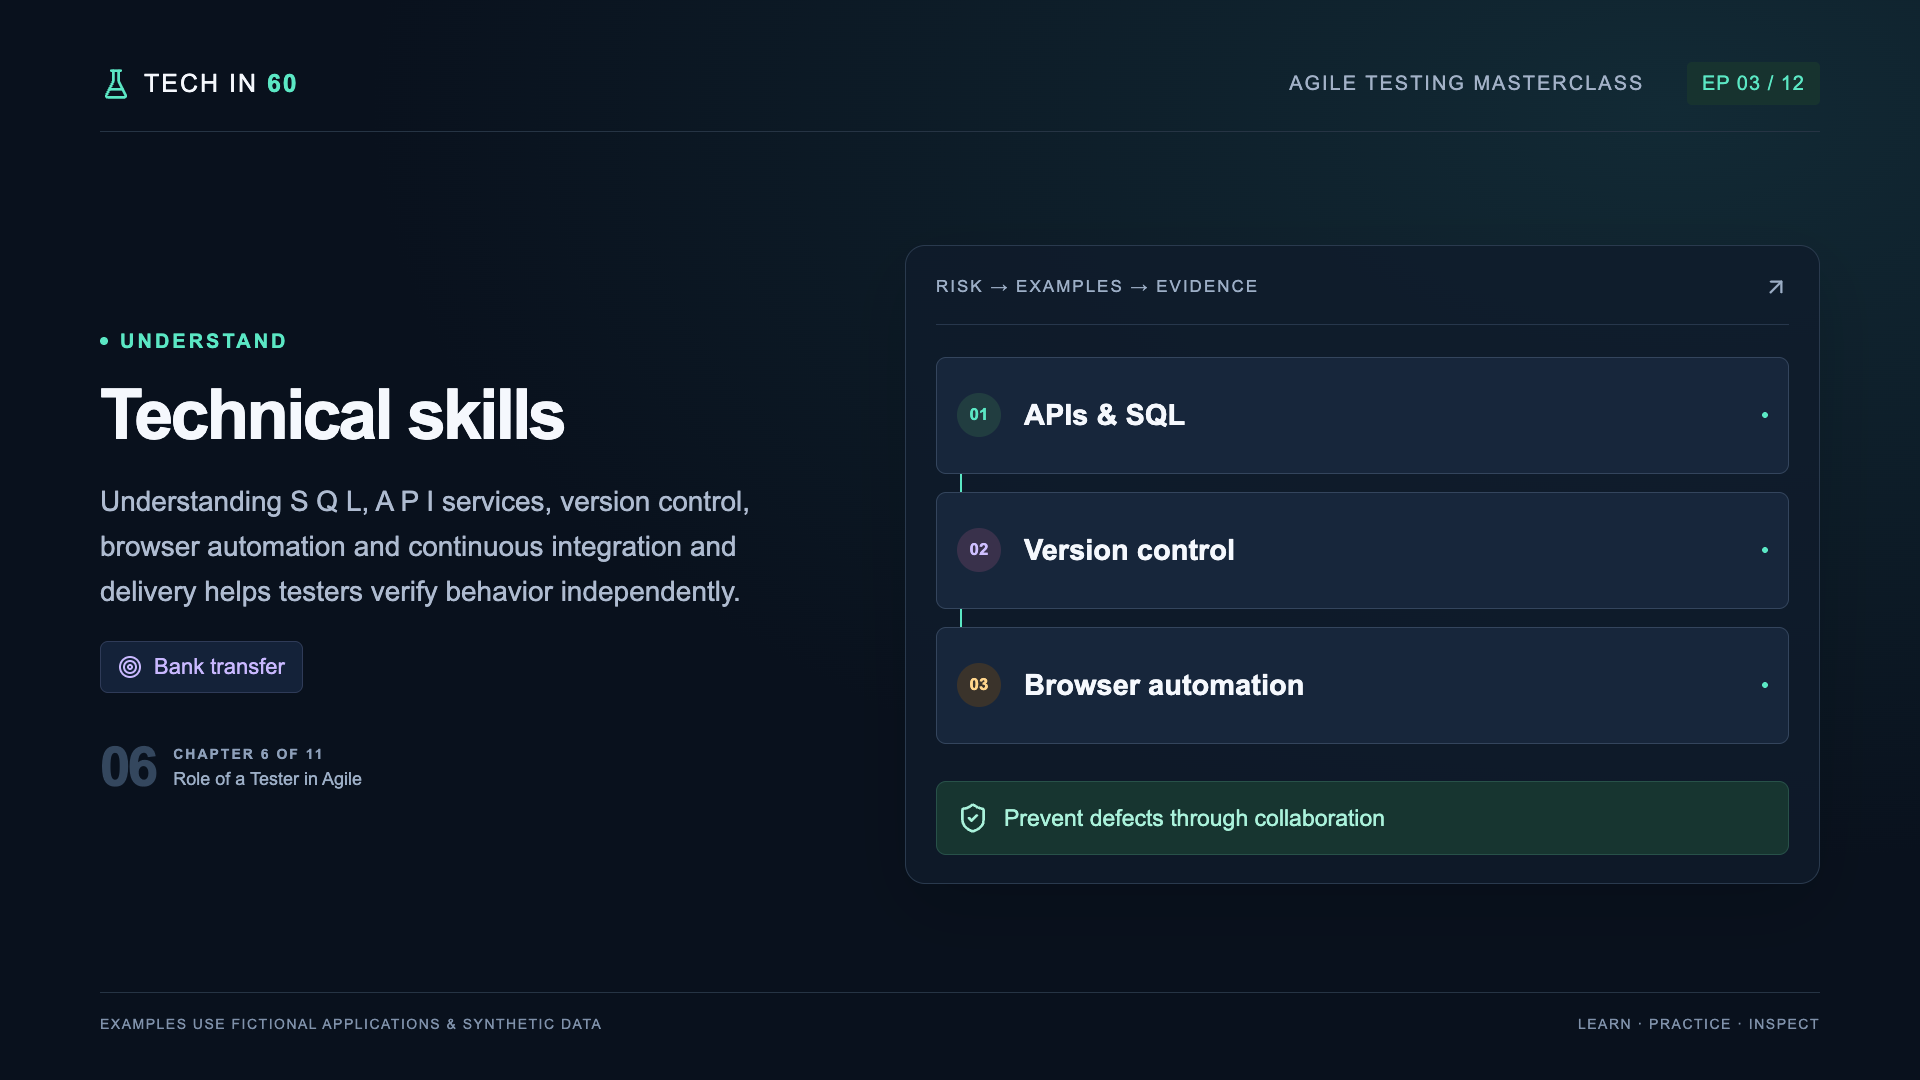 TECH IN 60
AGILE TESTING MASTERCLASS
EP 03 / 12
UNDERSTAND
Technical skills
Understanding S Q L, A P I services, version control,
browser automation and continuous integration and
delivery helps testers verify behavior independently.
Bank transfer
06
CHAPTER 6 OF 11
Role of a Tester in Agile
RISK → EXAMPLES → EVIDENCE
01
APIs & SQL
02
Version control
03
Browser automation
Prevent defects through collaboration
EXAMPLES USE FICTIONAL APPLICATIONS & SYNTHETIC DATA
LEARN · PRACTICE · INSPECT